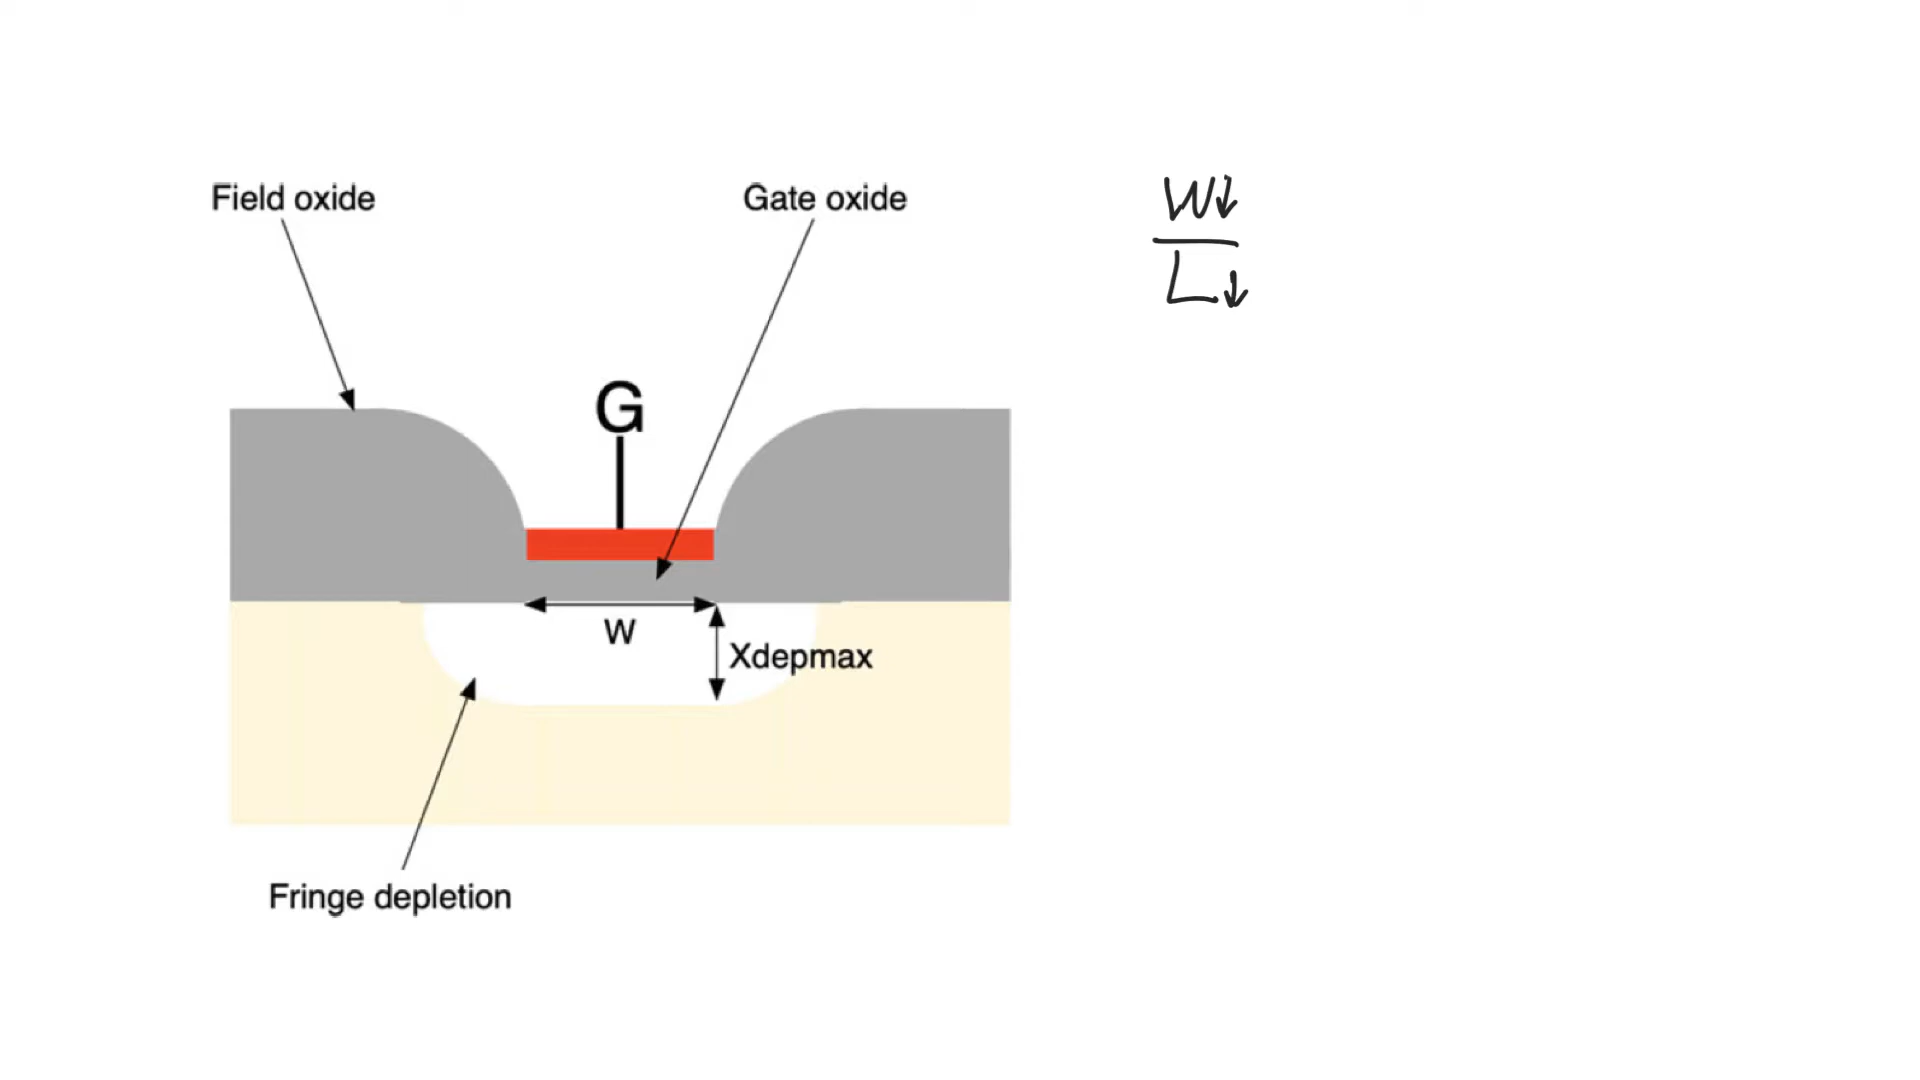 Field oxide
Gate oxide
W↓
L↓
G
W
Xdepmax
Fringe depletion